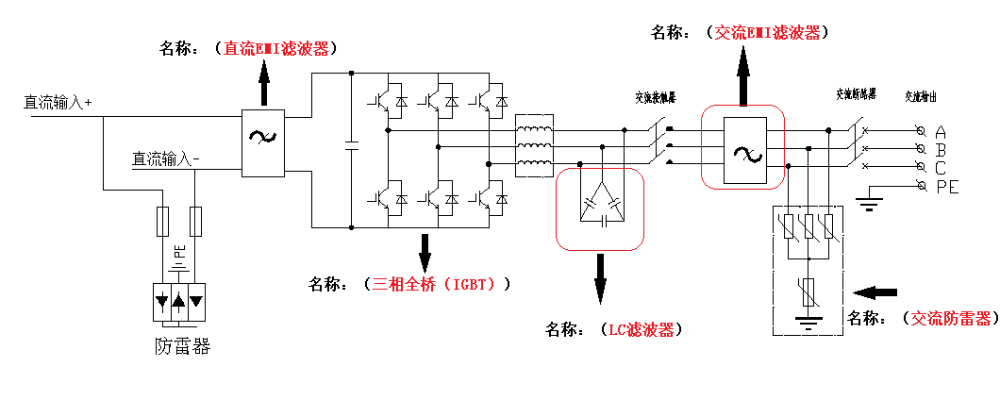 名称：（交流EMI滤波器）
名称：（直流EMI滤波器）
直流输入+
交流接触器
交流断路器
交流输出
A
B
直流输入-
C
PE
PE
名称：（三相全桥（IGBT））
名称：（LC滤波器）
名称：（交流防雷器）
防雷器